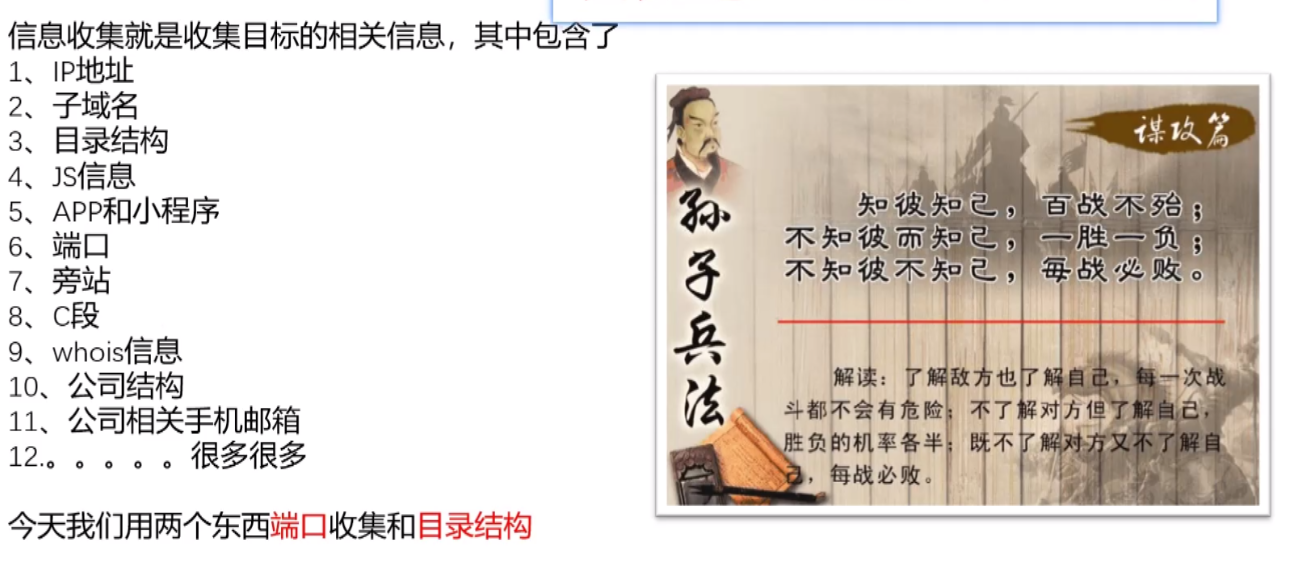 信息收集就是收集目标的相关信息，其中包含了
1、IP地址
2、子域名
3、目录结构
4、JS信息
5、APP和小程序
6、端口
7、旁站
8、C段
9、whois信息
10、公司结构
11、公司相关手机邮箱
12.。。。。。很多很多
今天我们用两个东西端口收集和目录结构
孙子兵法
谋攻篇
知彼知己，百战不殆；
不知彼而知己，一胜一负；
不知彼不知己，每战必败。
解读：了解敌方也了解自己，每一次战
斗都不会有危险；不了解对方但了解自己，
胜负的机率各半；既不了解对方又不了解自
己，每战必败。